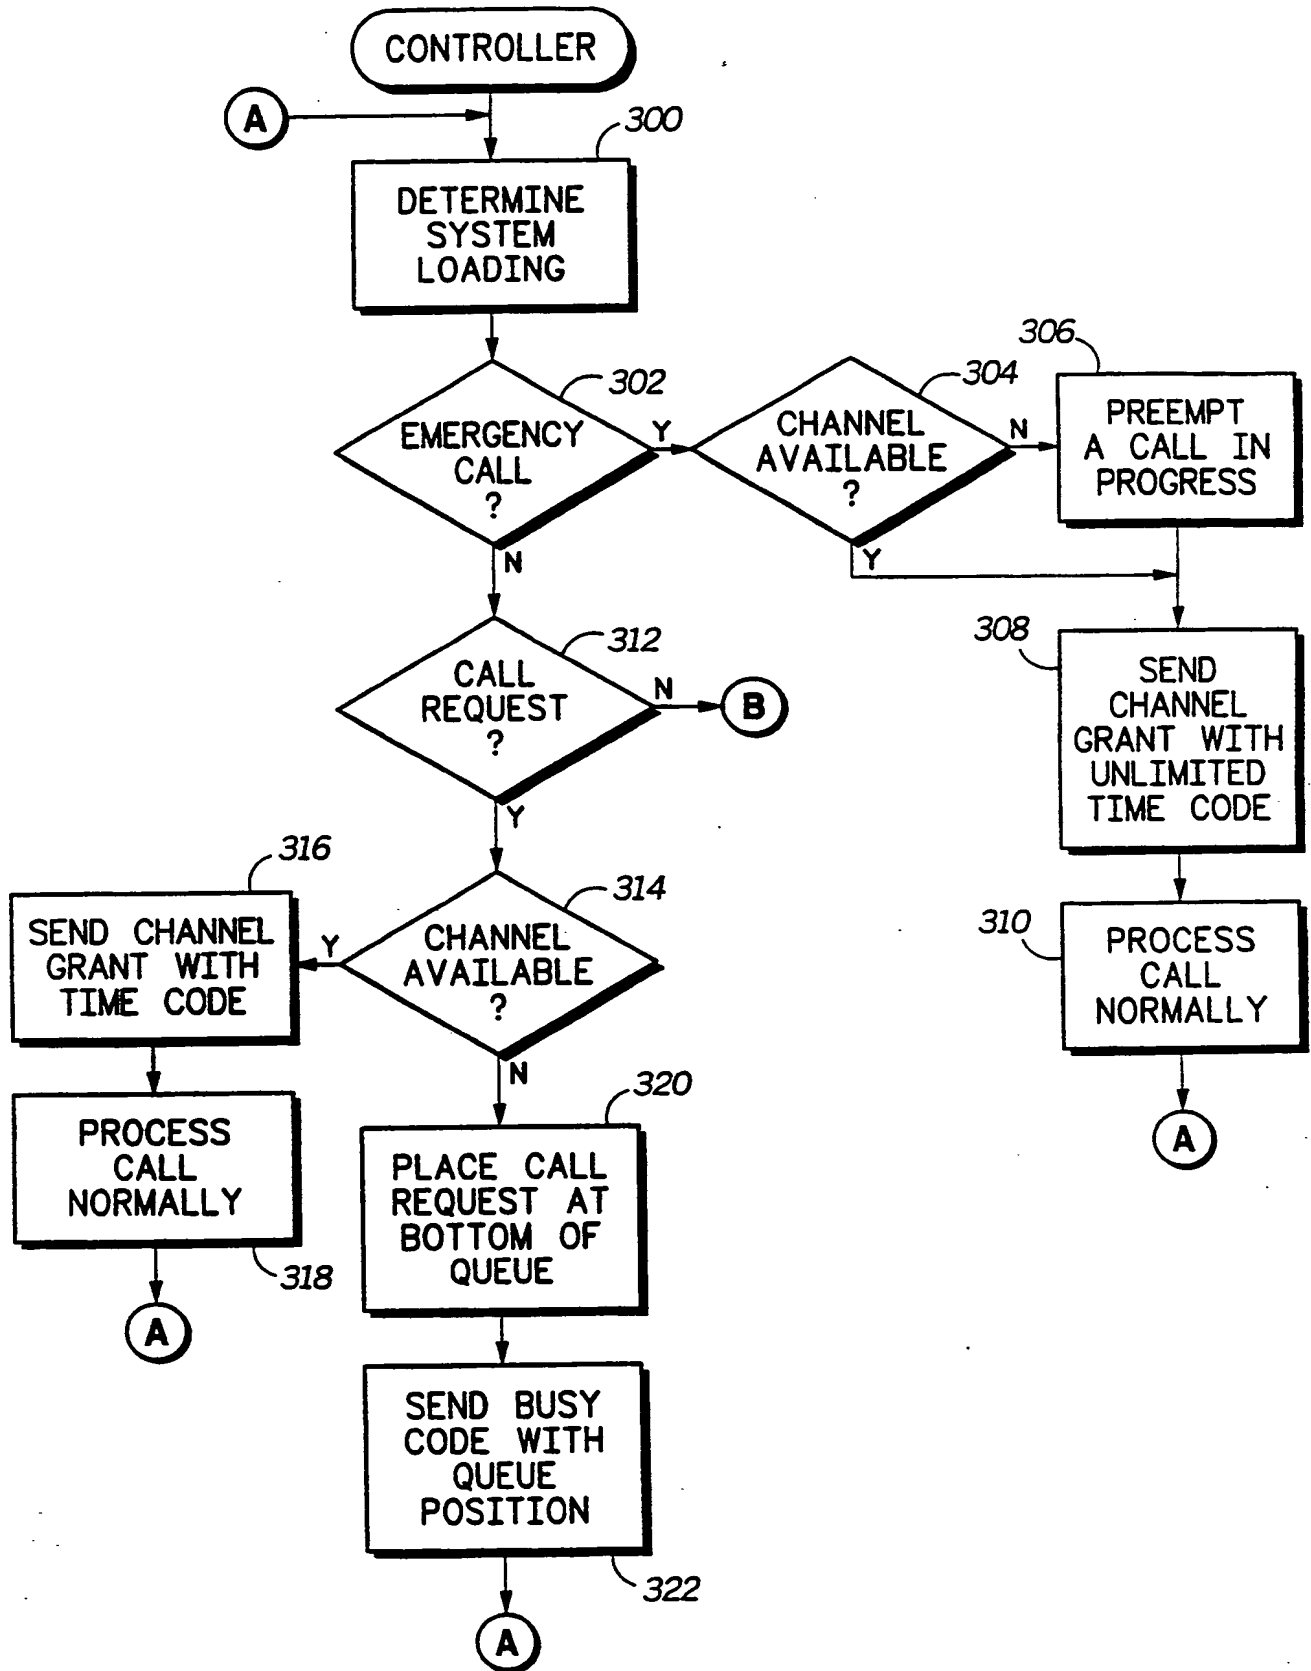 CONTROLLER
A
300
DETERMINE
SYSTEM
LOADING
302
EMERGENCY
CALL
?
Y
N
304
CHANNEL
AVAILABLE
?
N
Y
306
PREEMPT
A CALL IN
PROGRESS
308
SEND
CHANNEL
GRANT WITH
UNLIMITED
TIME CODE
310
PROCESS
CALL
NORMALLY
A
312
CALL
REQUEST
?
N
B
Y
314
CHANNEL
AVAILABLE
?
Y
N
316
SEND CHANNEL
GRANT WITH
TIME CODE
PROCESS
CALL
NORMALLY
318
A
320
PLACE CALL
REQUEST AT
BOTTOM OF
QUEUE
SEND BUSY
CODE WITH
QUEUE
POSITION
322
A